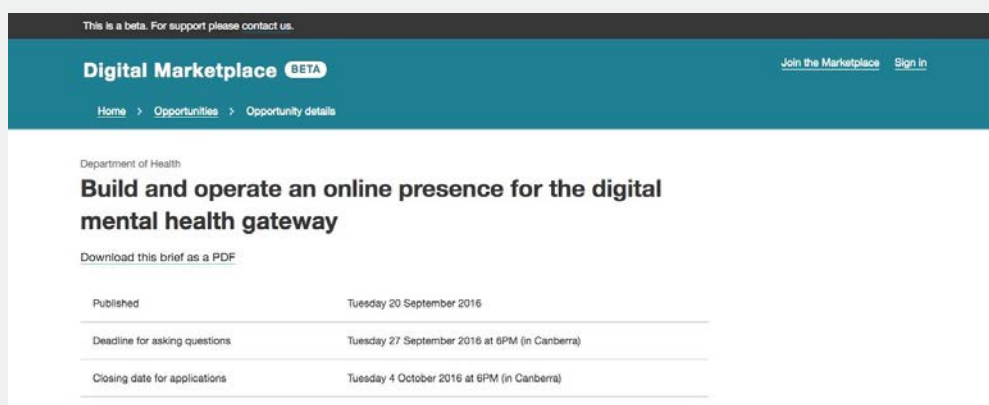 This is a beta. For support please contact us.
Digital Marketplace BETA
Join the Marketplace Sign in
Home > Opportunities > Opportunity details
Department of Health
Build and operate an online presence for the digital
mental health gateway
Download this brief as a PDF
Published Tuesday 20 September 2016
Deadline for asking questions Tuesday 27 September 2016 at 6PM (in Canberra)
Closing date for applications Tuesday 4 October 2016 at 6PM (in Canberra)